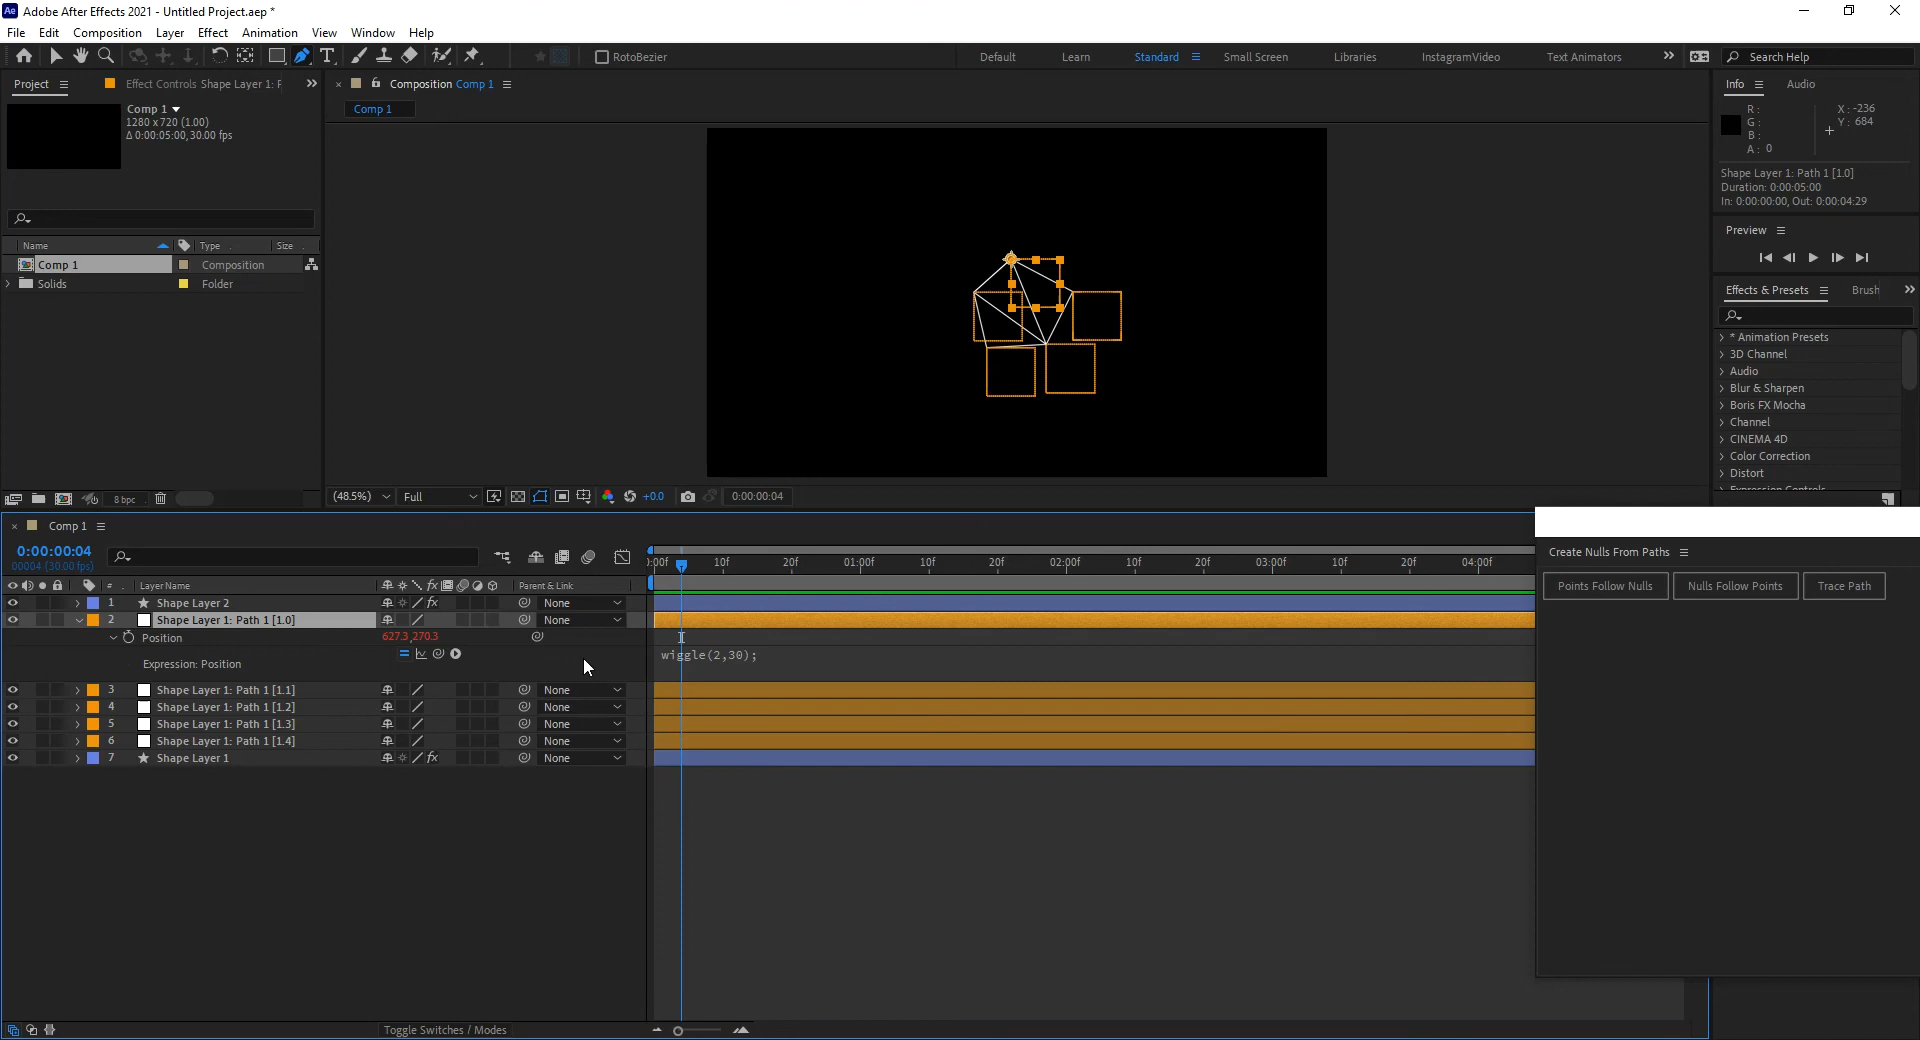 Adobe After Effects 2021 - Untitled Project.aep *
File Edit Composition Layer Effect Animation View Window Help
RotoBezier
Default Learn Standard Small Screen Libraries InstagramVideo Text Animators
Search Help
Project
Effect Controls Shape Layer 1: F
Comp 1
1280 x 720 (1.00)
Δ 0:00:05:00, 30.00 fps
Name Type Size
Comp 1 Composition
Solids Folder
8 bpc
Composition Comp 1
Comp 1
(48.5%) Full +0.0 0:00:00:04
Info Audio
R :
G :
B :
A : 0
X : -236
Y : 684
Shape Layer 1: Path 1 [1.0]
Duration: 0:00:05:00
In: 0:00:00:00, Out: 0:00:04:29
Preview
Effects & Presets Brush
* Animation Presets
3D Channel
Audio
Blur & Sharpen
Boris FX Mocha
Channel
CINEMA 4D
Color Correction
Distort
Expression Controls
Comp 1
0:00:00:04
00004 (30.00 fps)
:00f 10f 20f 01:00f 10f 20f 02:00f 10f 20f 03:00f 10f 20f 04:00f
# Layer Name fx Parent & Link
1 Shape Layer 2 fx None
2 Shape Layer 1: Path 1 [1.0] None
Position 627.3,270.3
Expression: Position
wiggle(2,30);
3 Shape Layer 1: Path 1 [1.1] None
4 Shape Layer 1: Path 1 [1.2] None
5 Shape Layer 1: Path 1 [1.3] None
6 Shape Layer 1: Path 1 [1.4] None
7 Shape Layer 1 fx None
Toggle Switches / Modes
Create Nulls From Paths
Points Follow Nulls Nulls Follow Points Trace Path